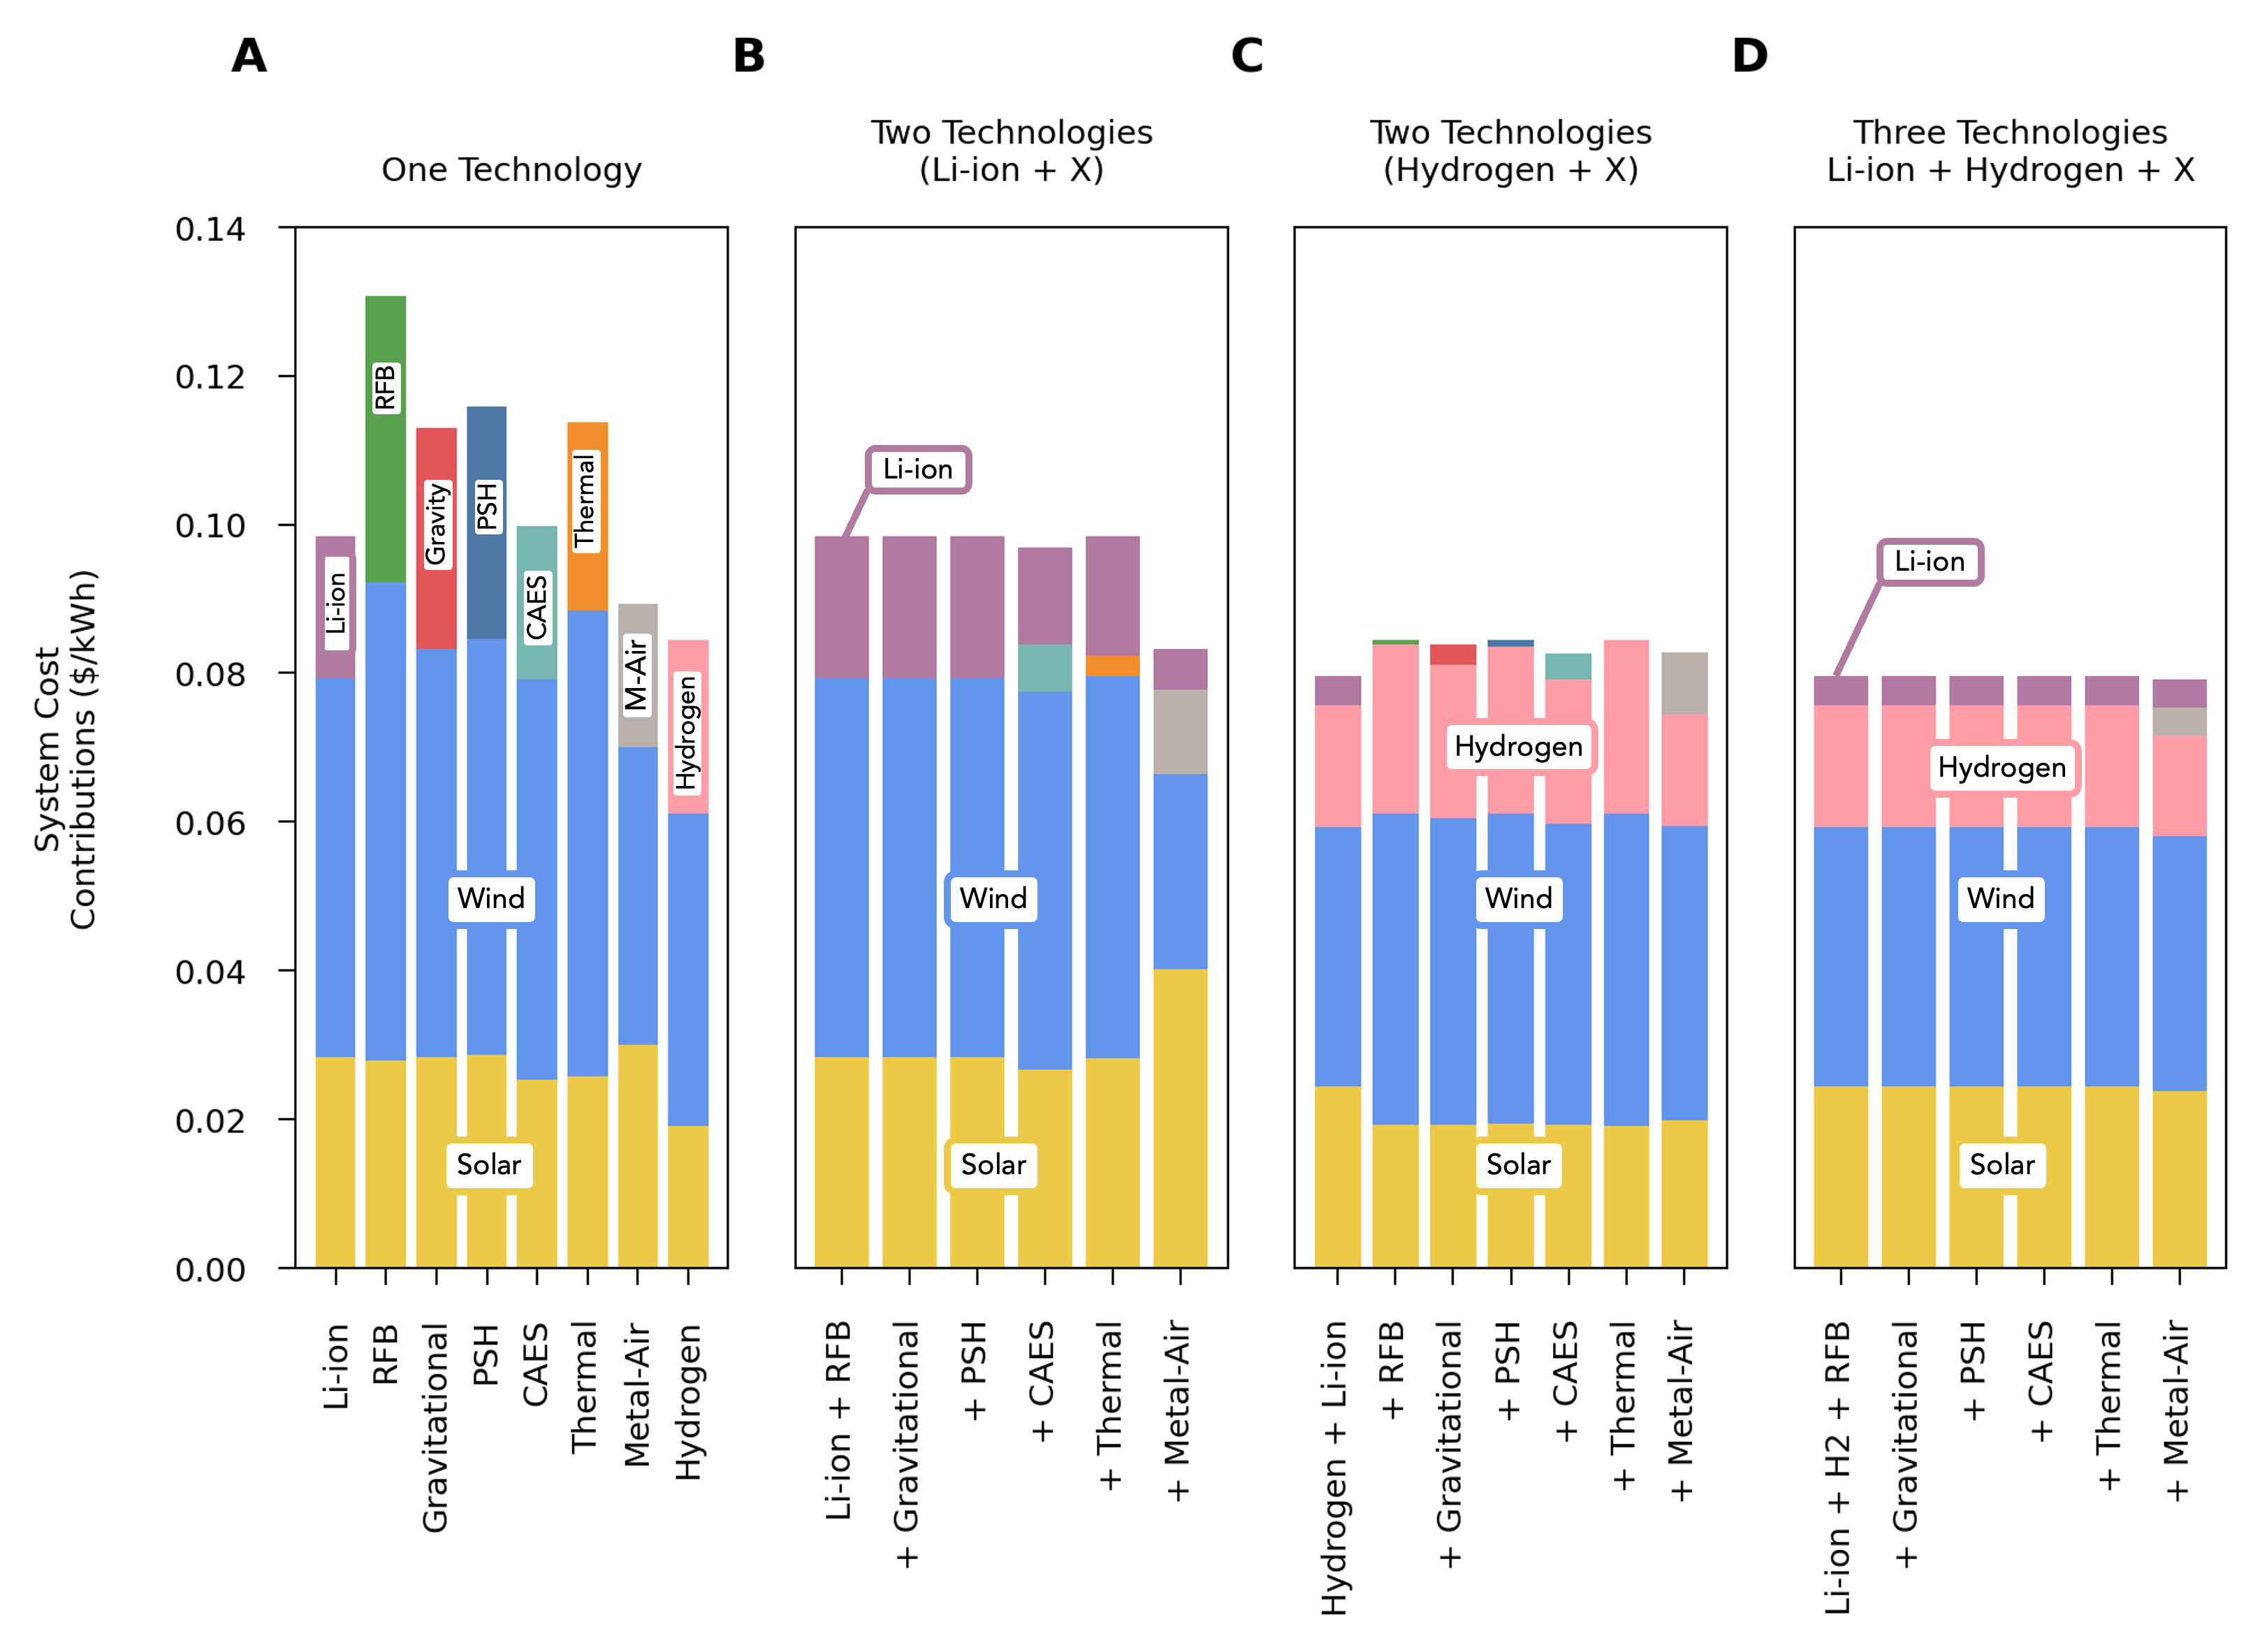 A
B
C
D
One Technology
Two Technologies
(Li-ion + X)
Two Technologies
(Hydrogen + X)
Three Technologies
Li-ion + Hydrogen + X
System Cost
Contributions ($/kWh)
0.14
0.12
0.10
0.08
0.06
0.04
0.02
0.00
Li-ion
RFB
Gravity
PSH
CAES
Thermal
M-Air
Hydrogen
Wind
Solar
Li-ion
RFB
Gravitational
PSH
CAES
Thermal
Metal-Air
Hydrogen
Li-ion
Wind
Solar
Li-ion + RFB
+ Gravitational
+ PSH
+ CAES
+ Thermal
+ Metal-Air
Hydrogen
Wind
Solar
Hydrogen + Li-ion
+ RFB
+ Gravitational
+ PSH
+ CAES
+ Thermal
+ Metal-Air
Li-ion
Hydrogen
Wind
Solar
Li-ion + H2 + RFB
+ Gravitational
+ PSH
+ CAES
+ Thermal
+ Metal-Air